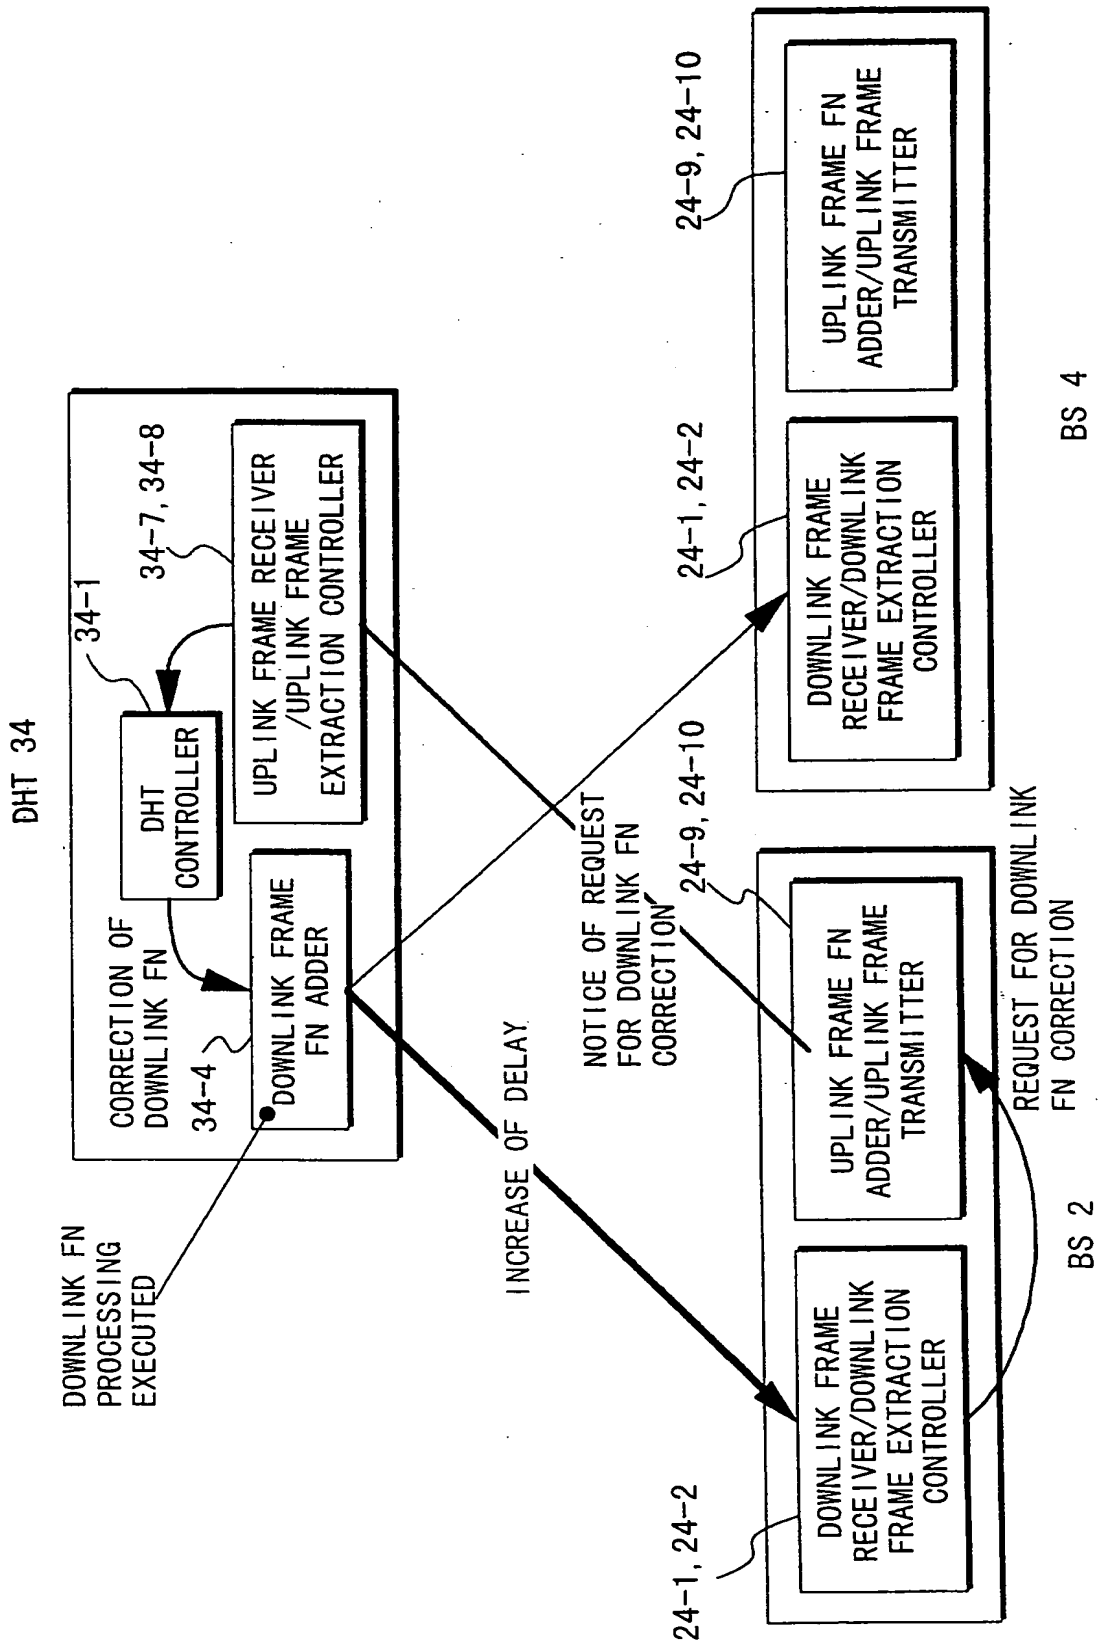 DHT 34
DOWNLINK FN
PROCESSING
EXECUTED
CORRECTION OF
DOWNLINK FN
34-4
DOWNLINK FRAME
FN ADDER
34-1
DHT
CONTROLLER
34-7, 34-8
UPLINK FRAME RECEIVER
/UPLINK FRAME
EXTRACTION CONTROLLER
INCREASE OF DELAY
NOTICE OF REQUEST
FOR DOWNLINK FN
CORRECTION
24-1, 24-2
DOWNLINK FRAME
RECEIVER/DOWNLINK
FRAME EXTRACTION
CONTROLLER
24-9, 24-10
UPLINK FRAME FN
ADDER/UPLINK FRAME
TRANSMITTER
REQUEST FOR DOWNLINK
FN CORRECTION
BS 2
24-1, 24-2
DOWNLINK FRAME
RECEIVER/DOWNLINK
FRAME EXTRACTION
CONTROLLER
24-9, 24-10
UPLINK FRAME FN
ADDER/UPLINK FRAME
TRANSMITTER
BS 4